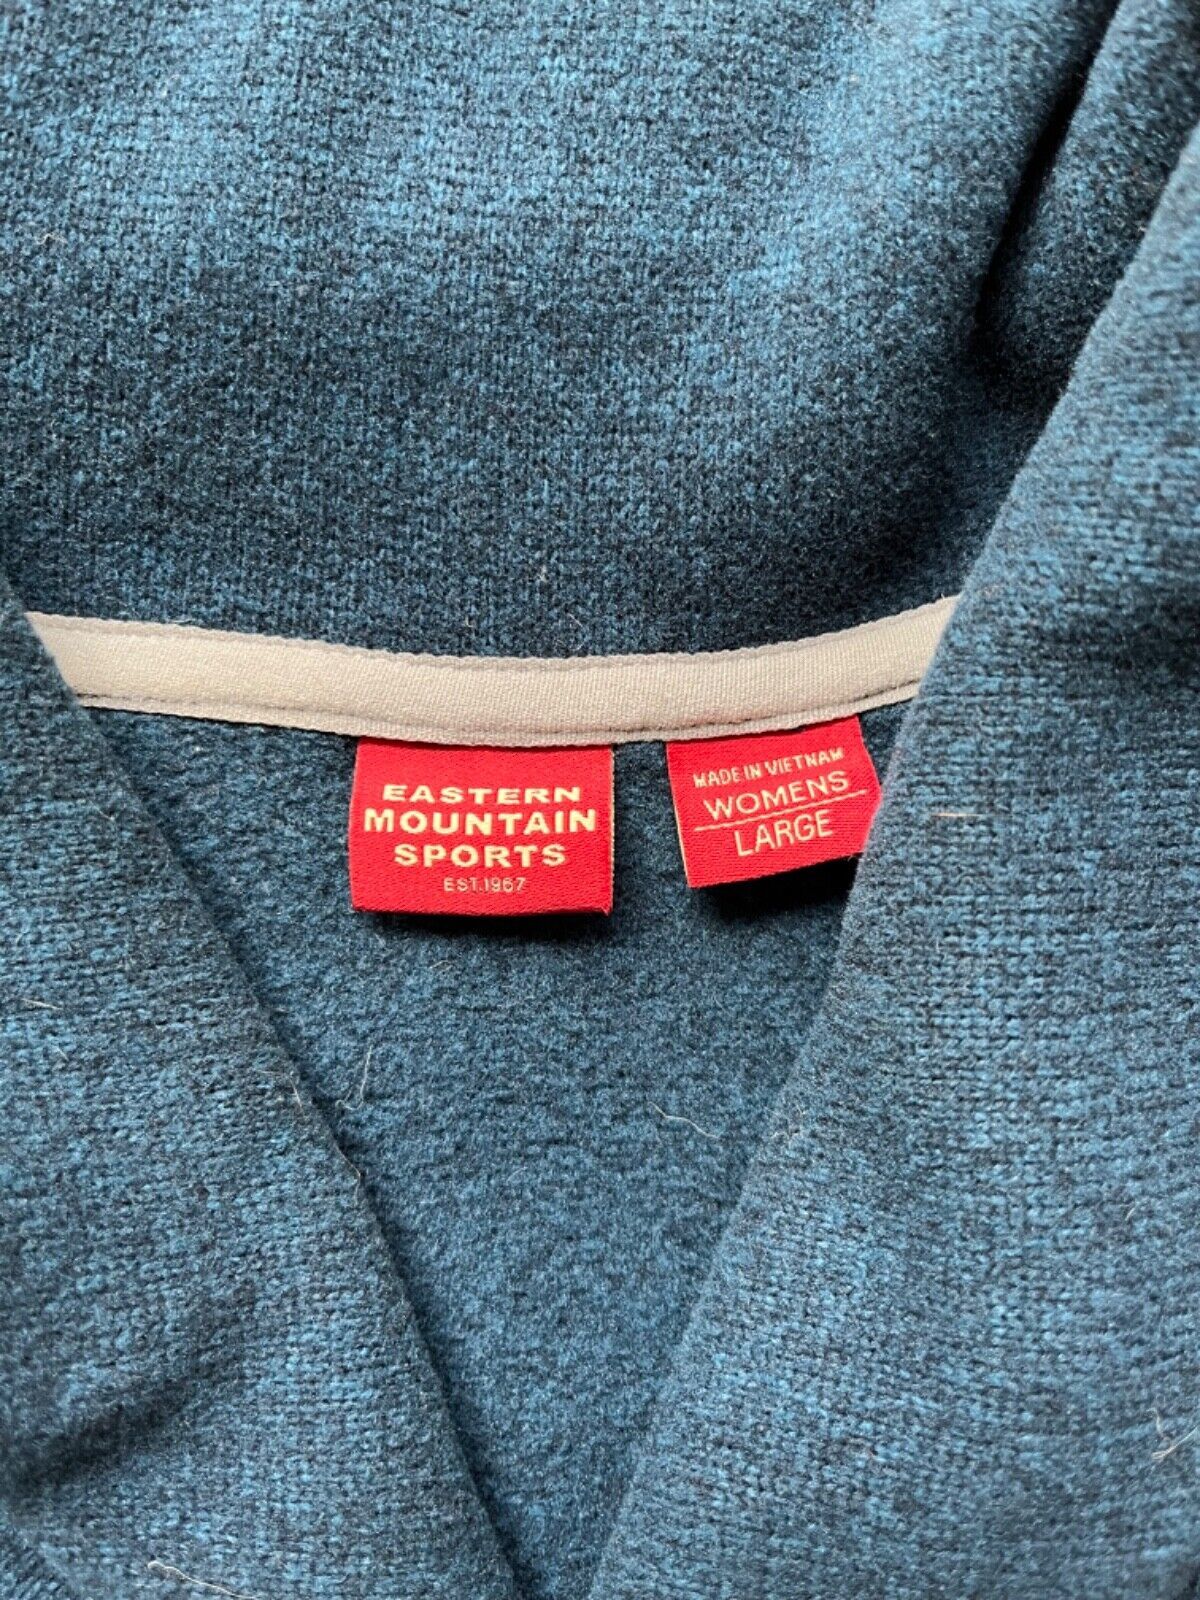 EASTERN
MOUNTAIN
SPORTS
EST.1967
MADE IN VIETNAM
WOMENS
LARGE